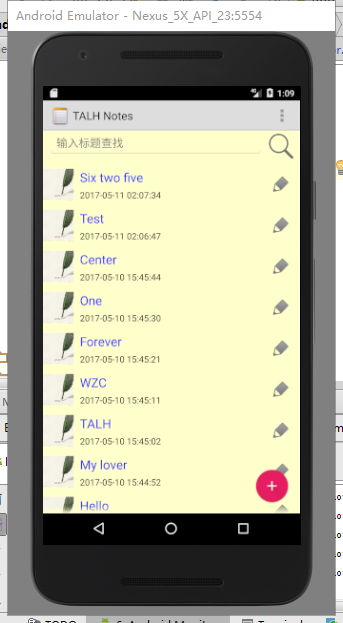 Android Emulator - Nexus_5X_API_23:5554
1:09
TALH Notes
输入标题查找
Six two five
2017-05-11 02:07:34
Test
2017-05-11 02:06:47
Center
2017-05-10 15:45:44
One
2017-05-10 15:45:30
Forever
2017-05-10 15:45:21
WZC
2017-05-10 15:45:11
TALH
2017-05-10 15:45:02
My lover
2017-05-10 15:44:52
Hello